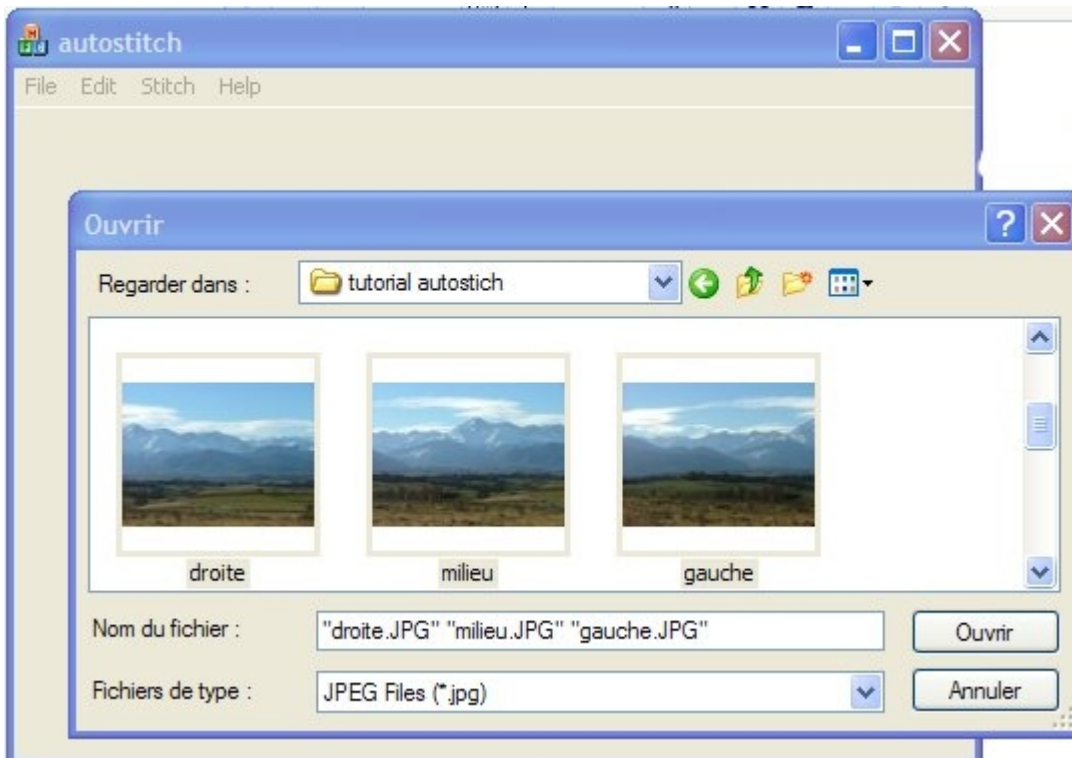 autostitch
File Edit Stitch Help
Ouvrir
Regarder dans : tutorial autostich
droite milieu gauche
Nom du fichier : "droite.JPG" "milieu.JPG" "gauche.JPG" Ouvrir
Fichiers de type : JPEG Files (*.jpg) Annuler